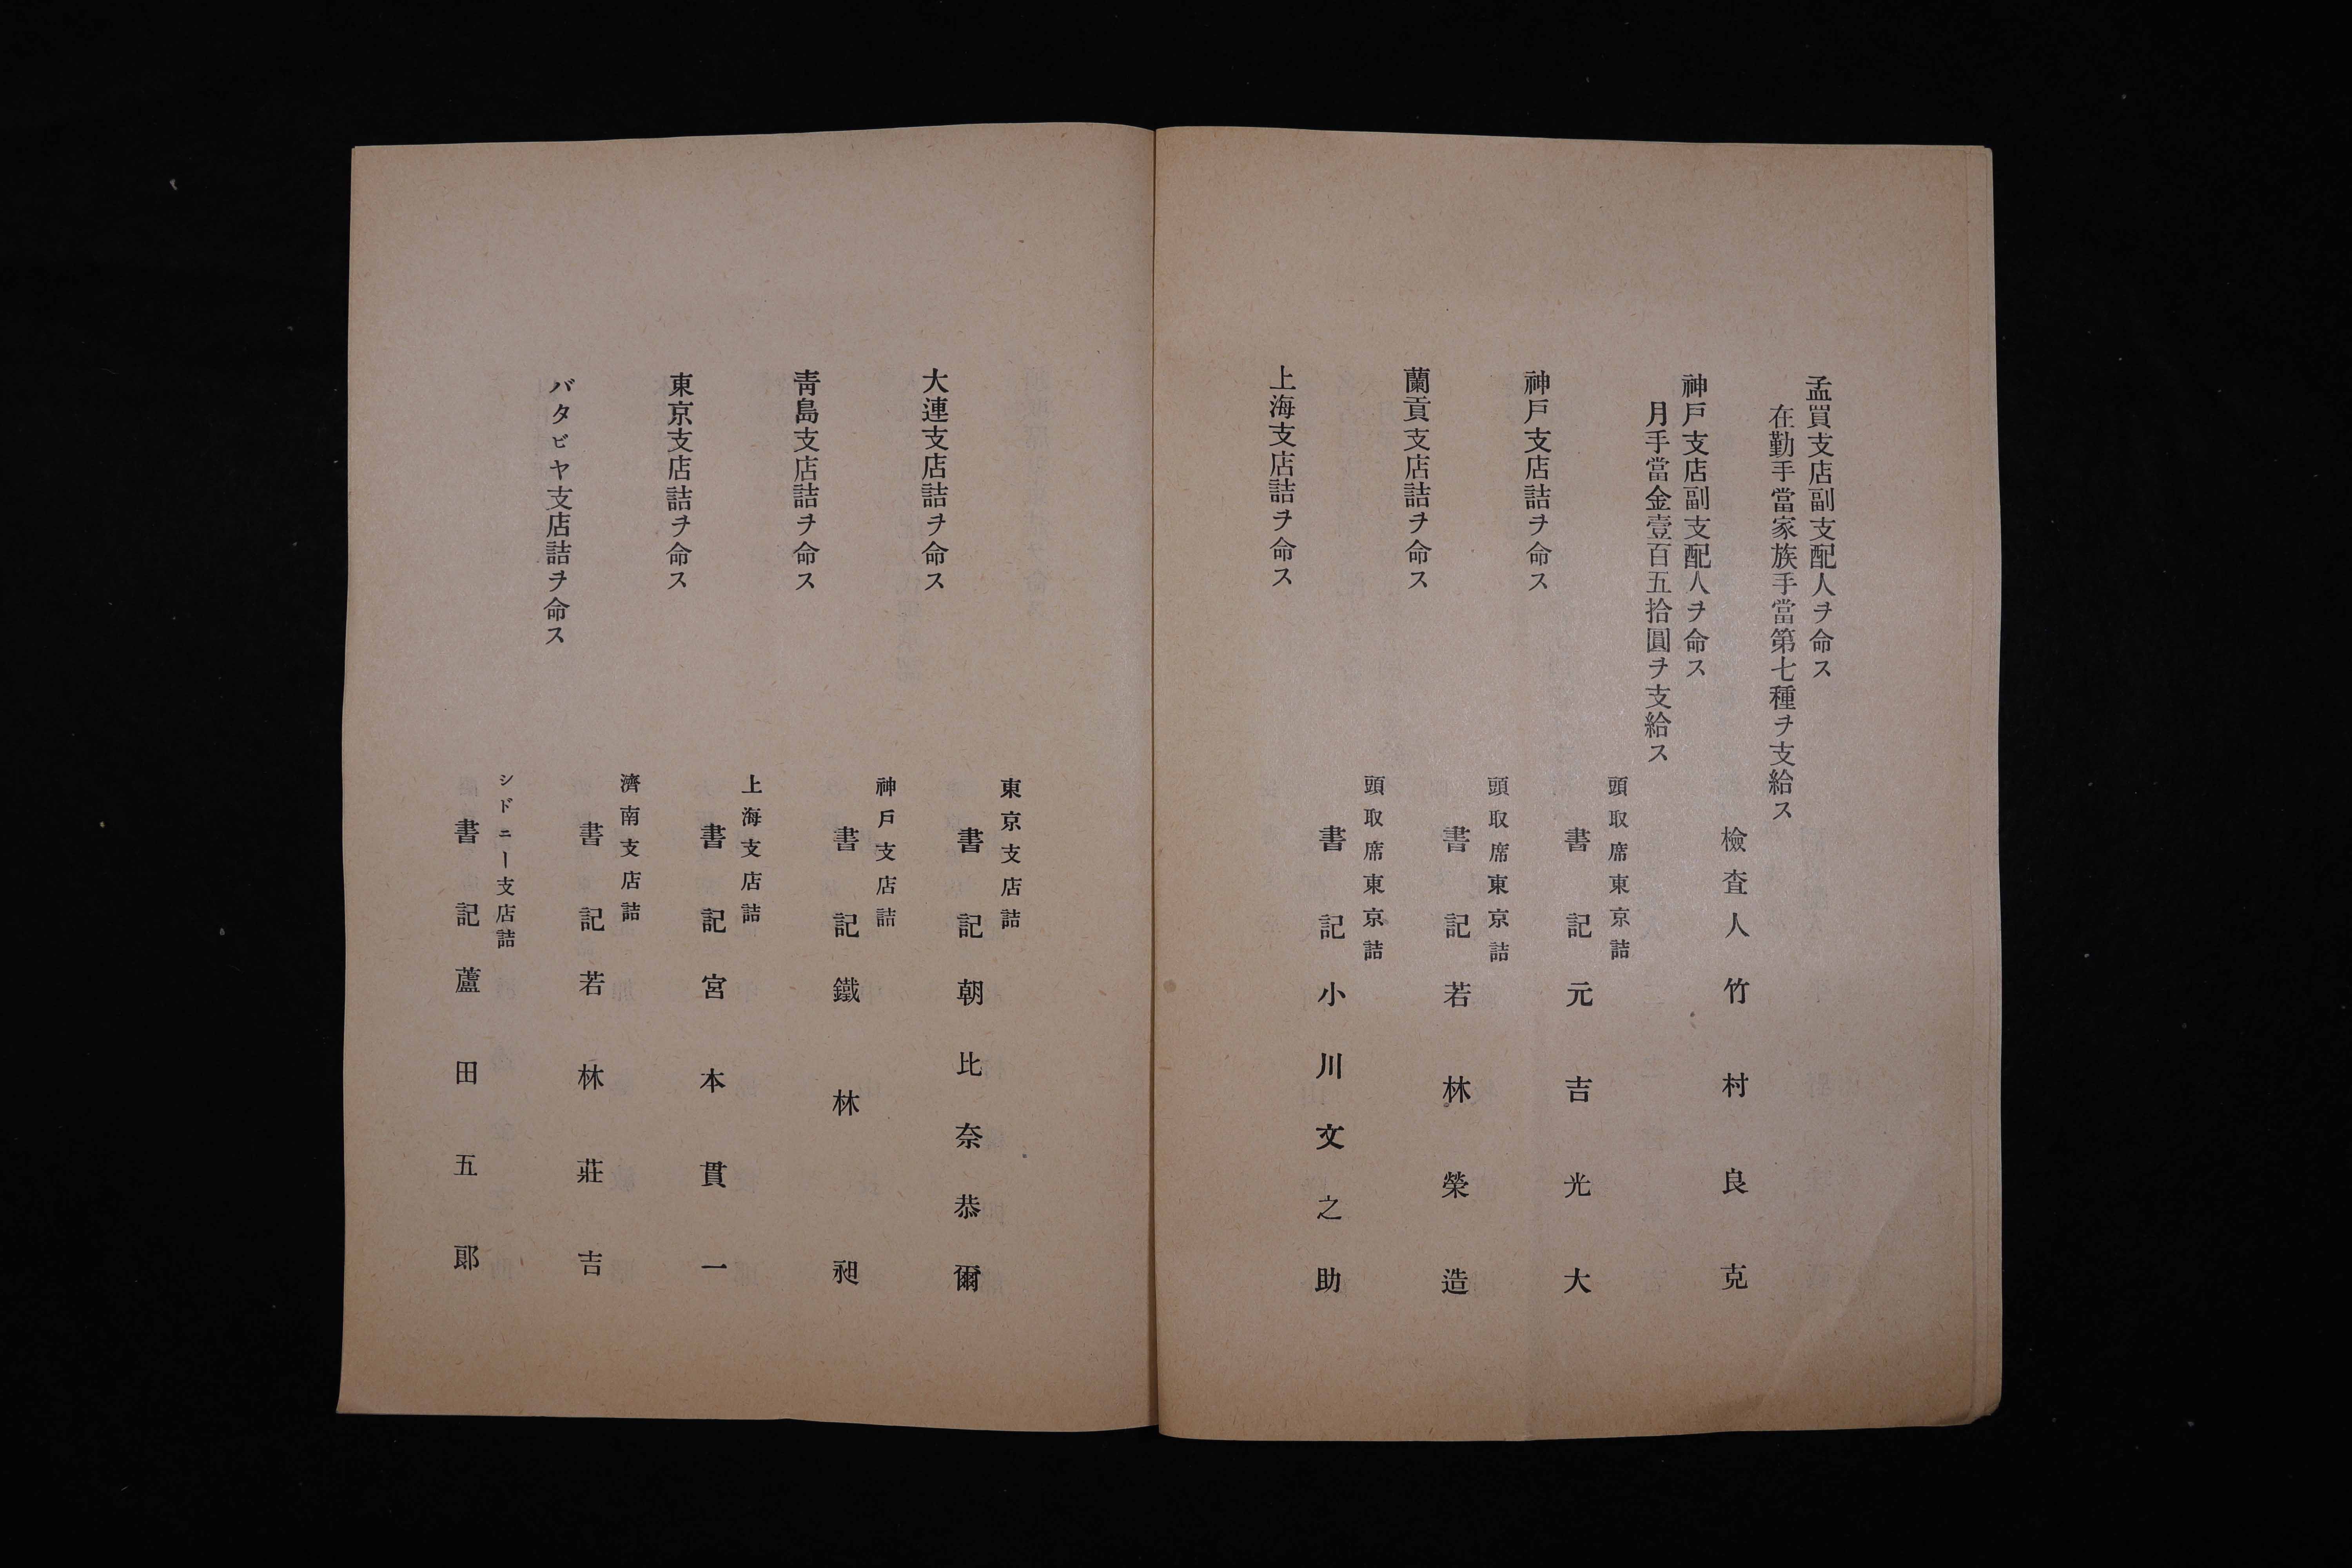 孟買支店副支配人ヲ命ス
在勤手當家族手當第七種ヲ支給ス
檢査人 竹村良克
神戶支店副支配人ヲ命ス
月手當金壹百五拾圓ヲ支給ス
頭取席東京詰
書記 元吉光大
神戶支店詰ヲ命ス
頭取席東京詰
書記 若林榮造
蘭貢支店詰ヲ命ス
頭取席東京詰
書記 小川文之助
上海支店詰ヲ命ス
東京支店詰
書記 朝比奈恭爾
大連支店詰ヲ命ス
神戶支店詰
書記 鐵林昶
靑島支店詰ヲ命ス
上海支店詰
書記 宮本貫一
東京支店詰ヲ命ス
濟南支店詰
書記 若林莊吉
バタビヤ支店詰ヲ命ス
シドニー支店詰
書記 蘆田五郞